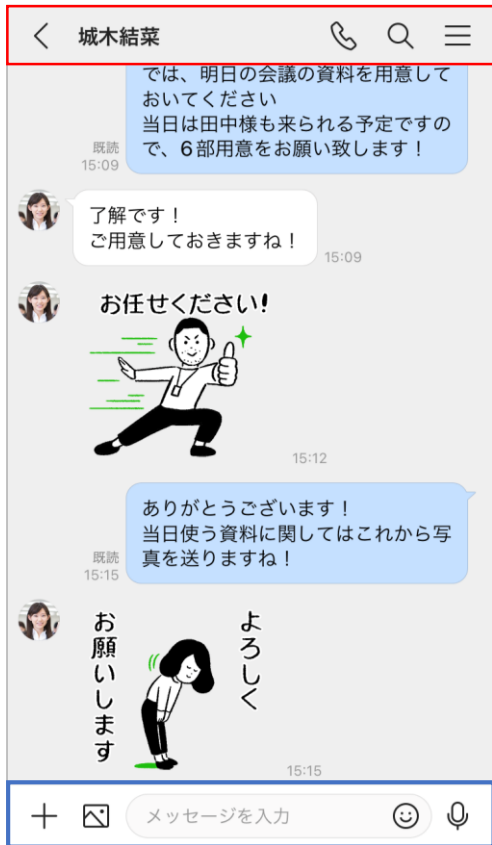 城木結菜
では、明日の会議の資料を用意して
おいてください
当日は田中様も来られる予定ですの
で、6部用意をお願い致します！
既読
15:09
了解です！
ご用意しておきますね！
15:09
お任せください!
15:12
ありがとうございます！
当日使う資料に関してはこれから写
真を送りますね！
既読
15:15
よろしく
お願いします
15:15
メッセージを入力